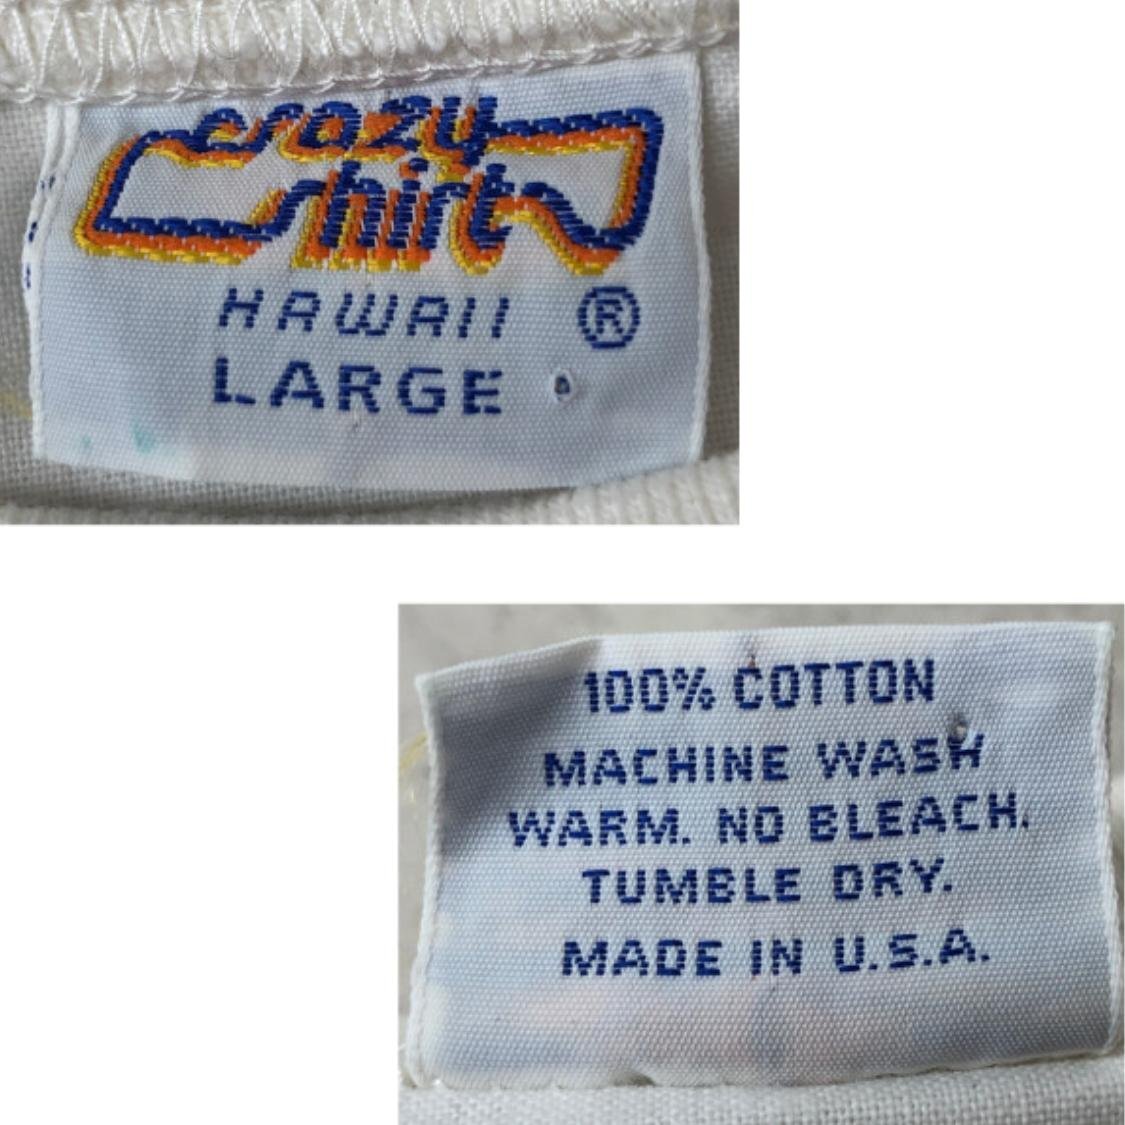 crazy
shirt
HAWAII ®
LARGE
100% COTTON
MACHINE WASH
WARM. NO BLEACH.
TUMBLE DRY.
MADE IN U.S.A.